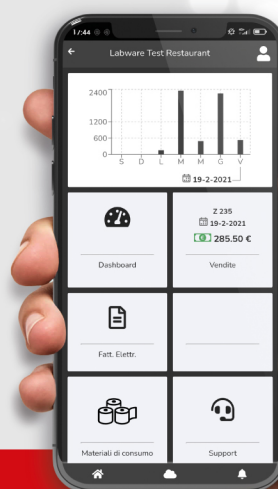 17:44
Labware Test Restaurant
2400
1200
600
0
S D L M M G V
19-2-2021
Z 235
19-2-2021
285.50 €
Dashboard
Vendite
Fatt. Elettr.
Materiali di consumo
Support